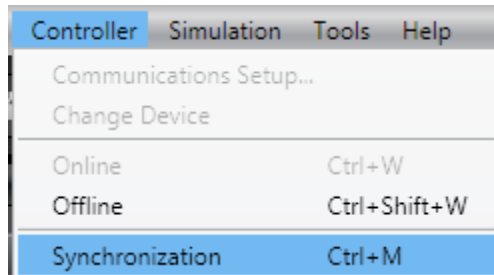 Controller Simulation Tools Help
Communications Setup...
Change Device
Online Ctrl+W
Offline Ctrl+Shift+W
Synchronization Ctrl+M